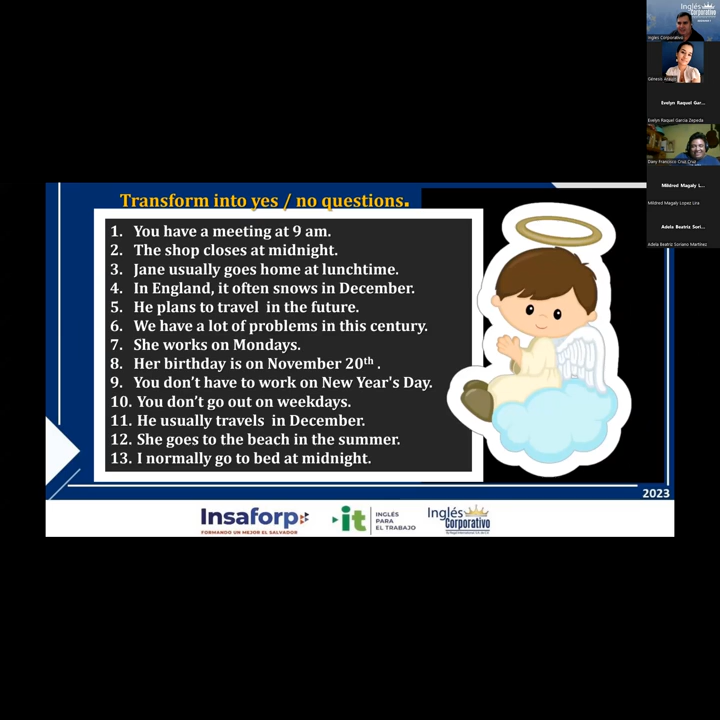 Transform into yes / no questions.
1. You have a meeting at 9 am.
2. The shop closes at midnight.
3. Jane usually goes home at lunchtime.
4. In England, it often snows in December.
5. He plans to travel in the future.
6. We have a lot of problems in this century.
7. She works on Mondays.
8. Her birthday is on November 20th .
9. You don't have to work on New Year's Day.
10. You don't go out on weekdays.
11. He usually travels in December.
12. She goes to the beach in the summer.
13. I normally go to bed at midnight.
2023
Insaforp
FORMANDO UN MEJOR EL SALVADOR
it
INGLÉS
PARA
EL TRABAJO
Inglés
Corporativo
Inglés
Corporativo
Inglés Corporativo
Evelyn Raquel Gar...
Evelyn Raquel Garcia Zepeda
Dany Francisco Cruz Cruz
Mildred Magaly L...
Mildred Magaly Lopez Lira
Adela Beatriz Sori...
Adela Beatriz Soriano Martínez